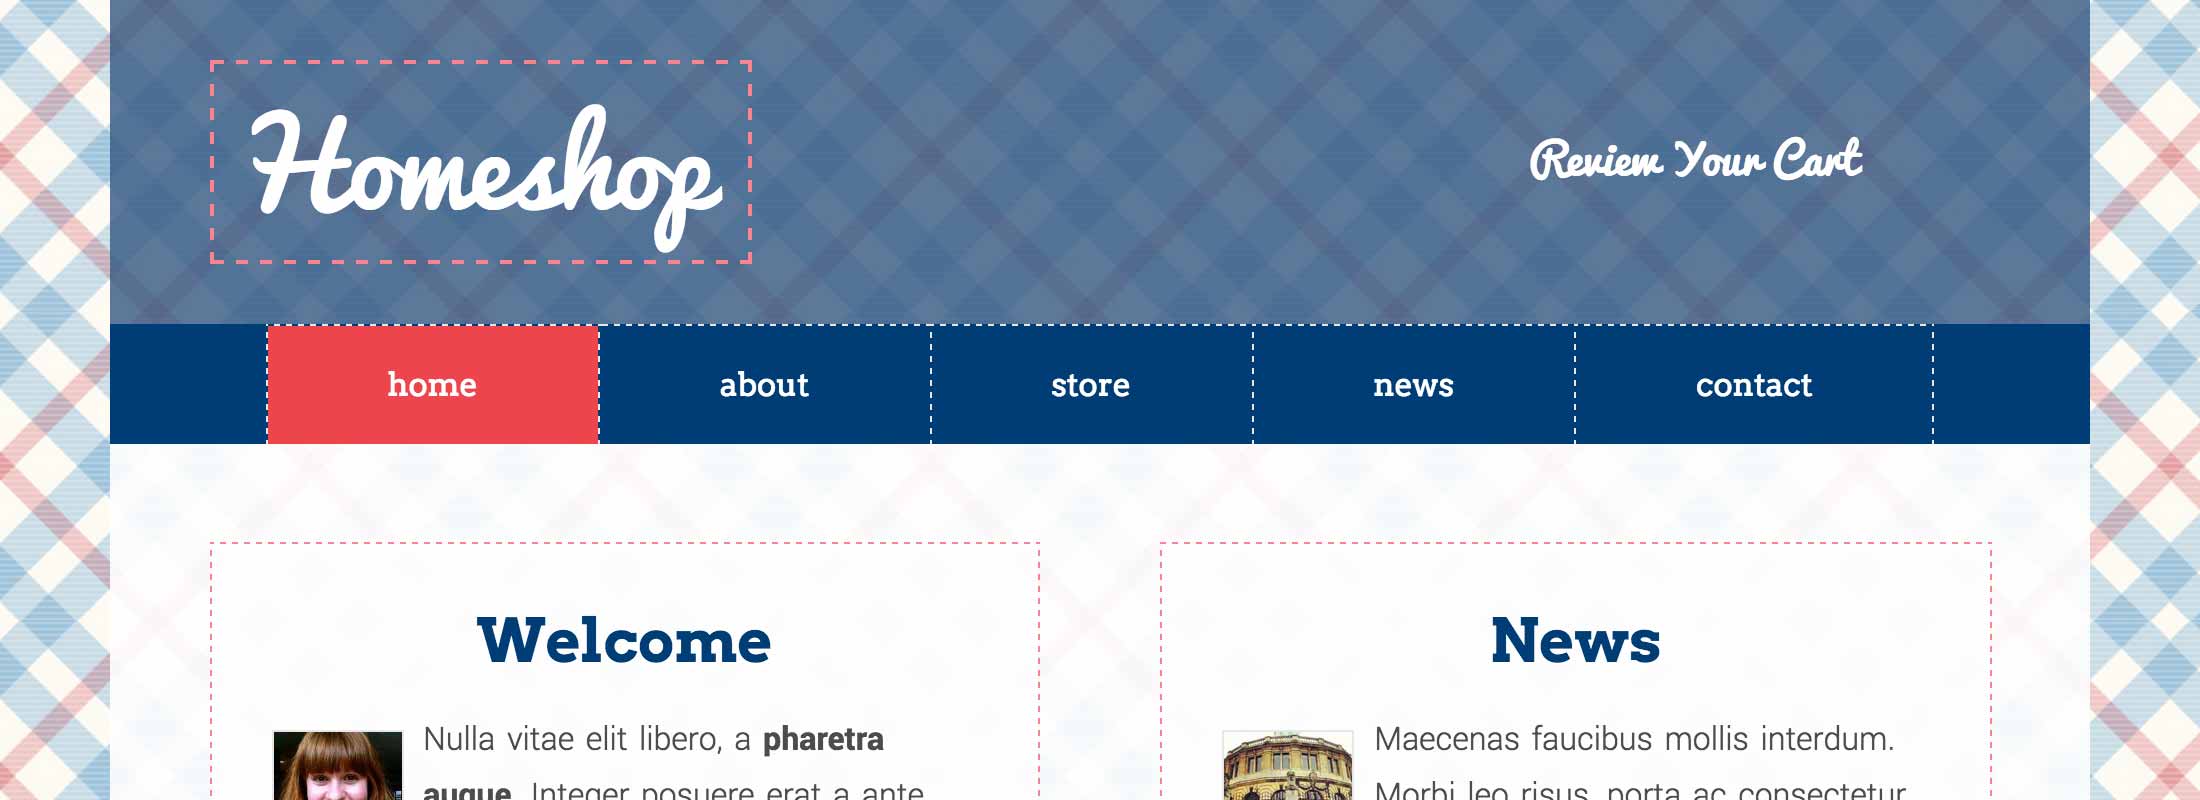 Homeshop
Review Your Cart
home about store news contact
Welcome
Nulla vitae elit libero, a pharetra
augue. Integer posuere erat a ante
News
Maecenas faucibus mollis interdum.
Morbi leo risus, porta ac consectetur